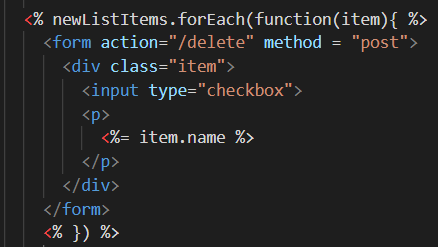 <% newListItems.forEach(function(item){ %>
<form action="/delete" method = "post">
<div class="item">
<input type="checkbox">
<p>
<%= item.name %>
</p>
</div>
</form>
<% }) %>